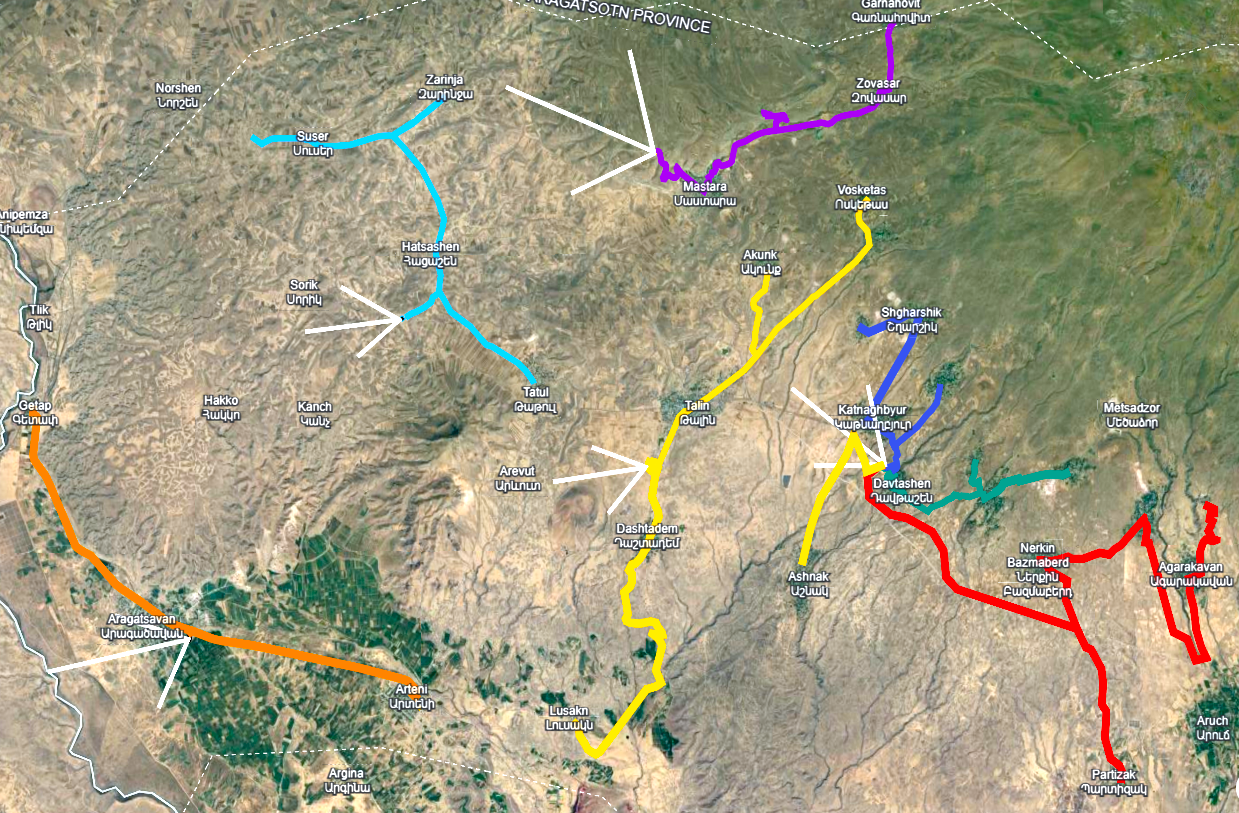 ARAGATSOTN PROVINCE
Garnahovit
Գառնահովիտ
Zarinja
Զարինջա
Norshen
Նորշեն
Zovasar
Զովասար
Suser
Սուսեր
Mastara
Մաստարա
Vosketas
Ոսկեթաս
Anipemza
Անիպեմզա
Hatsashen
Հացաշեն
Akunk
Ակունք
Sorik
Սորիկ
Tlik
Թլիկ
Shgharshik
Շղարշիկ
Getap
Գետափ
Hakko
Հակկո
Kanch
Կանչ
Tatul
Թաթուլ
Talin
Թալին
Katnaghbyur
Կաթնաղբյուր
Metsadzor
Մեծաձոր
Arevut
Արևուտ
Davtashen
Դավթաշեն
Dashtadem
Դաշտադեմ
Ashnak
Աշնակ
Nerkin
Bazmaberd
Ներքին
Բազմաբերդ
Agarakavan
Ագարակավան
Aragatsavan
Արագածավան
Arteni
Արտենի
Lusakn
Լուսակն
Aruch
Արուճ
Argina
Արգինա
Partizak
Պարտիզակ